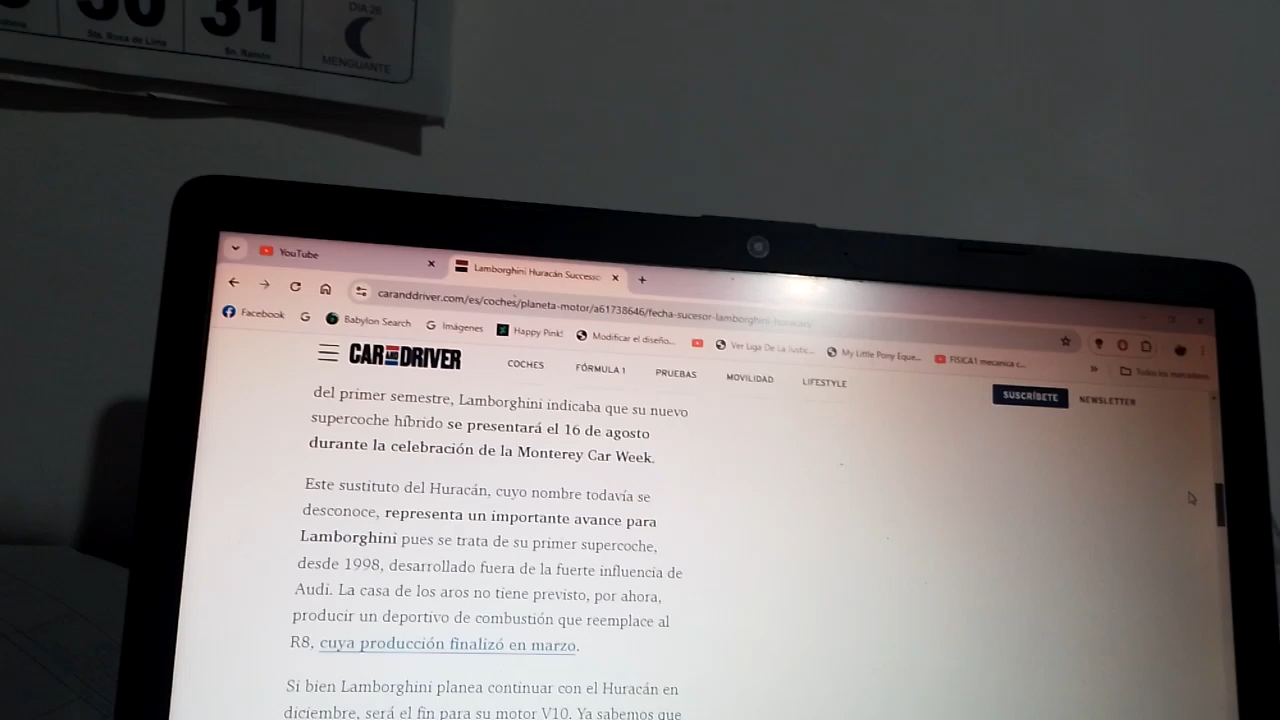 30
31
Sta. Rosa de Lima
Sn. Ramón
DIA 26
MENGUANTE
YouTube
Lamborghini Huracán Successo
caranddriver.com/es/coches/planeta-motor/a61738646/fecha-sucesor-lamborghini-huracan/
Facebook
Babylon Search
Imágenes
Happy Pink!
Modificar el diseño...
Ver Liga De La Justic...
My Little Pony Eque...
FISICA1 mecanica c...
Todos los marcadores
CAR AND DRIVER
COCHES
FÓRMULA 1
PRUEBAS
MOVILIDAD
LIFESTYLE
SUSCRÍBETE
NEWSLETTER
del primer semestre, Lamborghini indicaba que su nuevo
supercoche híbrido se presentará el 16 de agosto
durante la celebración de la Monterey Car Week.
Este sustituto del Huracán, cuyo nombre todavía se
desconoce, representa un importante avance para
Lamborghini pues se trata de su primer supercoche,
desde 1998, desarrollado fuera de la fuerte influencia de
Audi. La casa de los aros no tiene previsto, por ahora,
producir un deportivo de combustión que reemplace al
R8, cuya producción finalizó en marzo.
Si bien Lamborghini planea continuar con el Huracán en
diciembre, será el fin para su motor V10. Ya sabemos que